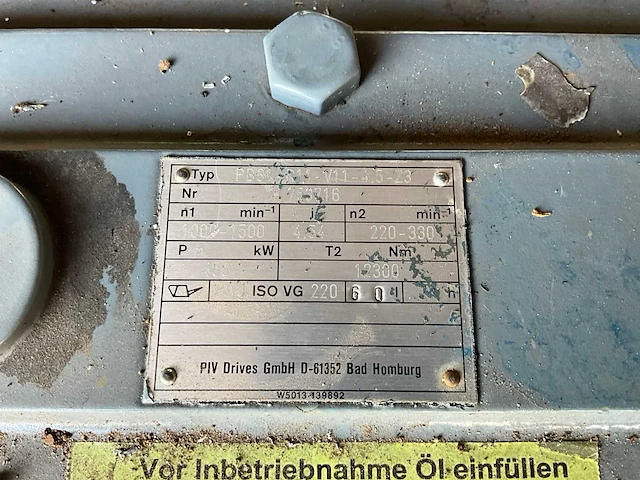 Typ
Nr
n1 min⁻¹ i n2 min⁻¹
1000-1500 4,54 220-330
P kW T2 Nm
12300
ISO VG 220 60 l h
PIV Drives GmbH D-61352 Bad Homburg
W5013-139892
Vor Inbetriebnahme Öl einfüllen